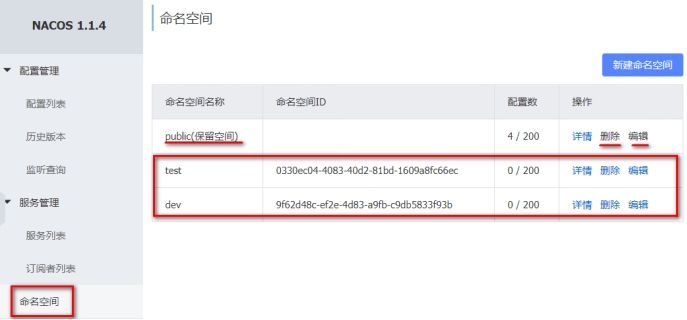 NACOS 1.1.4
配置管理
配置列表
历史版本
监听查询
服务管理
服务列表
订阅者列表
命名空间
命名空间
新建命名空间
命名空间名称 命名空间ID 配置数 操作
public(保留空间) 4 / 200 详情 删除 编辑
test 0330ec04-4083-40d2-81bd-1609a8fc66ec 0 / 200 详情 删除 编辑
dev 9f62d48c-ef2e-4d83-a9fb-c9db5833f93b 0 / 200 详情 删除 编辑